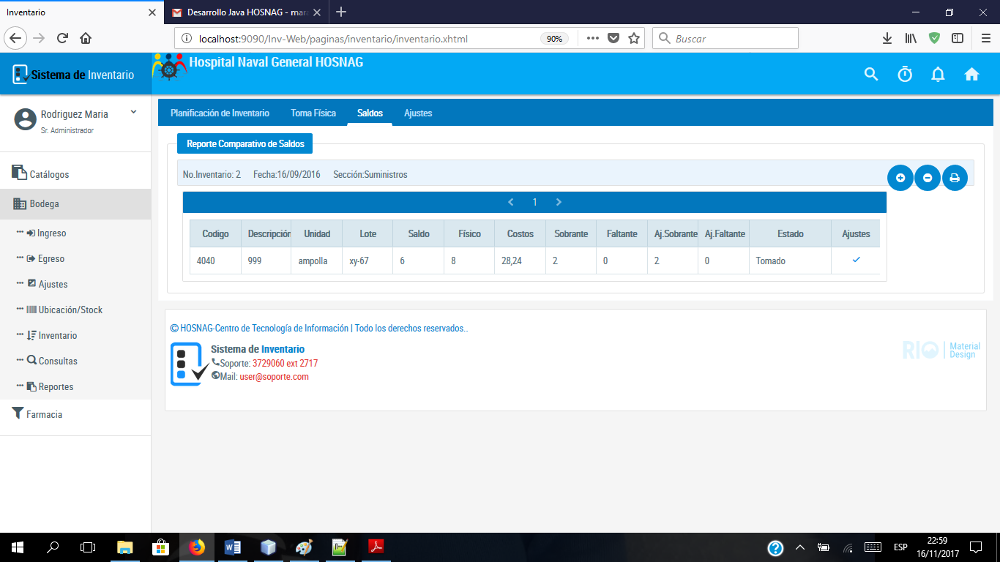 Inventario
Desarrollo Java HOSNAG - mar
localhost:9090/Inv-Web/paginas/inventario/inventario.xhtml
90%
Buscar
Sistema de Inventario
Hospital Naval General HOSNAG
Rodriguez Maria
Sr. Administrador
Planificación de Inventario Toma Física Saldos Ajustes
Reporte Comparativo de Saldos
No.Inventario: 2 Fecha:16/09/2016 Sección:Suministros
1
Codigo Descripción Unidad Lote Saldo Físico Costos Sobrante Faltante Aj.Sobrante Aj.Faltante Estado Ajustes
4040 999 ampolla xy-67 6 8 28,24 2 0 2 0 Tomado
Catálogos
Bodega
Ingreso
Egreso
Ajustes
Ubicación/Stock
Inventario
Consultas
Reportes
Farmacia
© HOSNAG-Centro de Tecnología de Información | Todo los derechos reservados..
Sistema de Inventario
Soporte: 3729060 ext 2717
Mail: user@soporte.com
RIO | Material
Design
ESP
22:59
16/11/2017